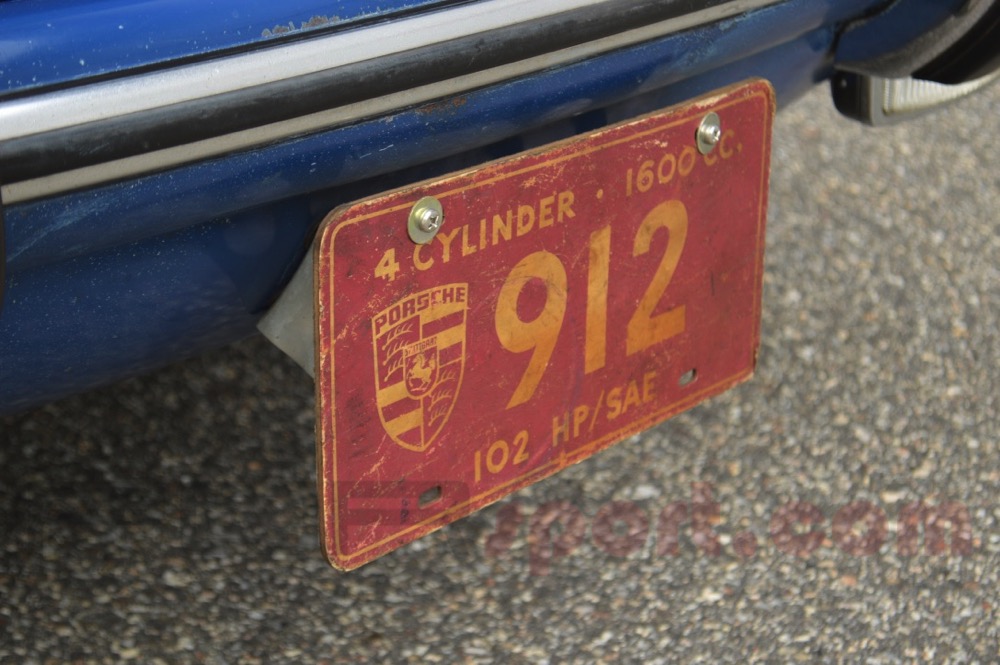 4 CYLINDER · 1600 CC.
PORSCHE
912
102 HP/SAE
sport.com